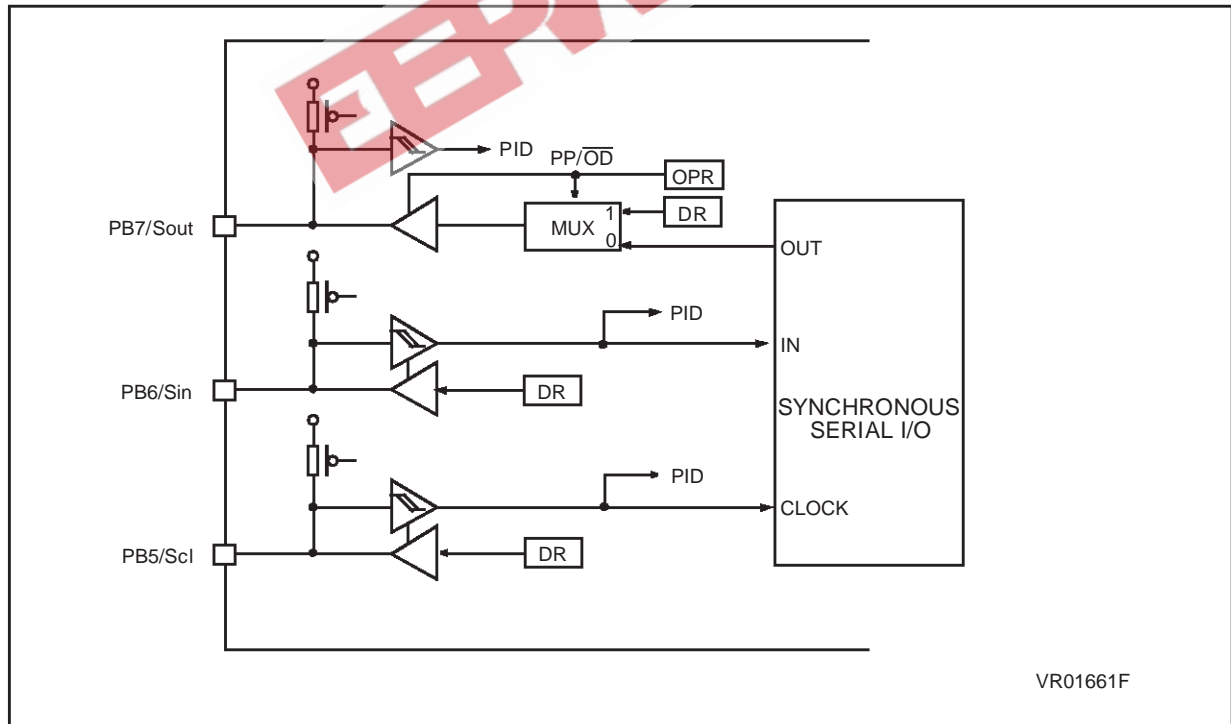 PID
PP/OD
OPR
DR
PB7/Sout
MUX
1
0
OUT
PID
IN
PB6/Sin
DR
SYNCHRONOUS
SERIAL I/O
PID
CLOCK
PB5/Scl
DR
VR01661F